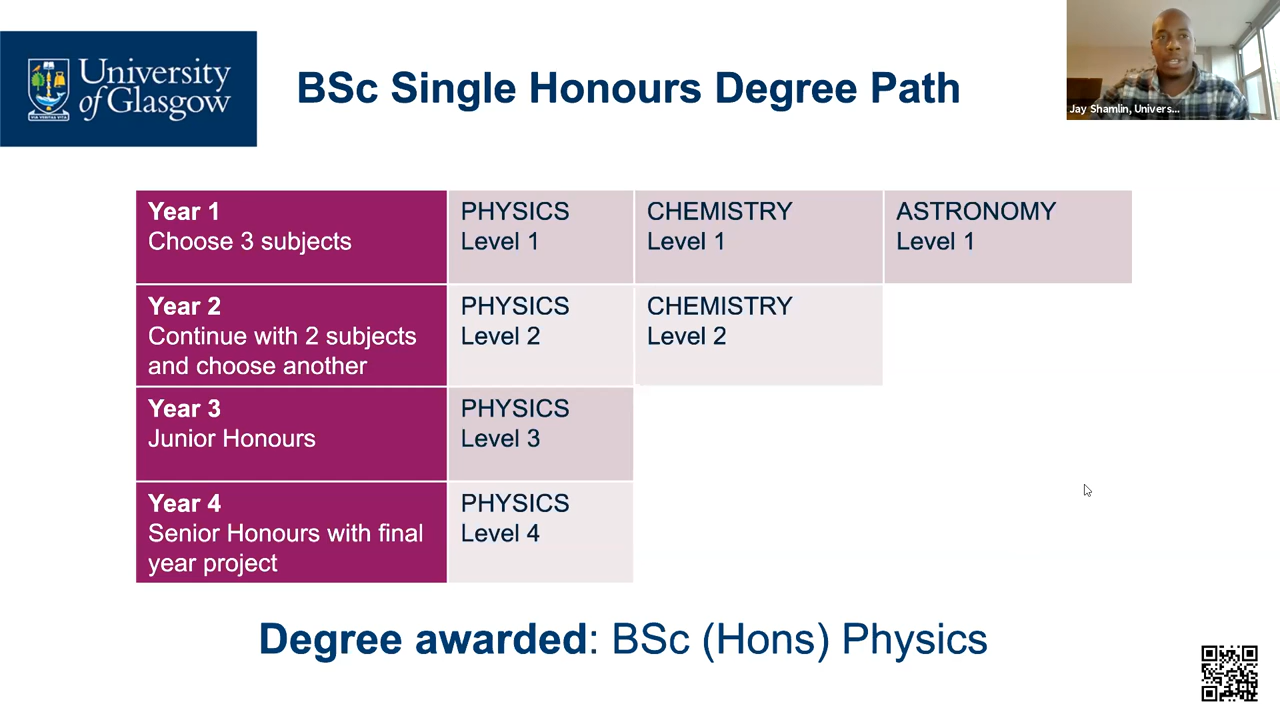 University
of Glasgow
VIA VERITAS VITA
BSc Single Honours Degree Path
Jay Shamlin, Univers...
Year 1
Choose 3 subjects
PHYSICS
Level 1
CHEMISTRY
Level 1
ASTRONOMY
Level 1
Year 2
Continue with 2 subjects
and choose another
PHYSICS
Level 2
CHEMISTRY
Level 2
Year 3
Junior Honours
PHYSICS
Level 3
Year 4
Senior Honours with final
year project
PHYSICS
Level 4
Degree awarded: BSc (Hons) Physics